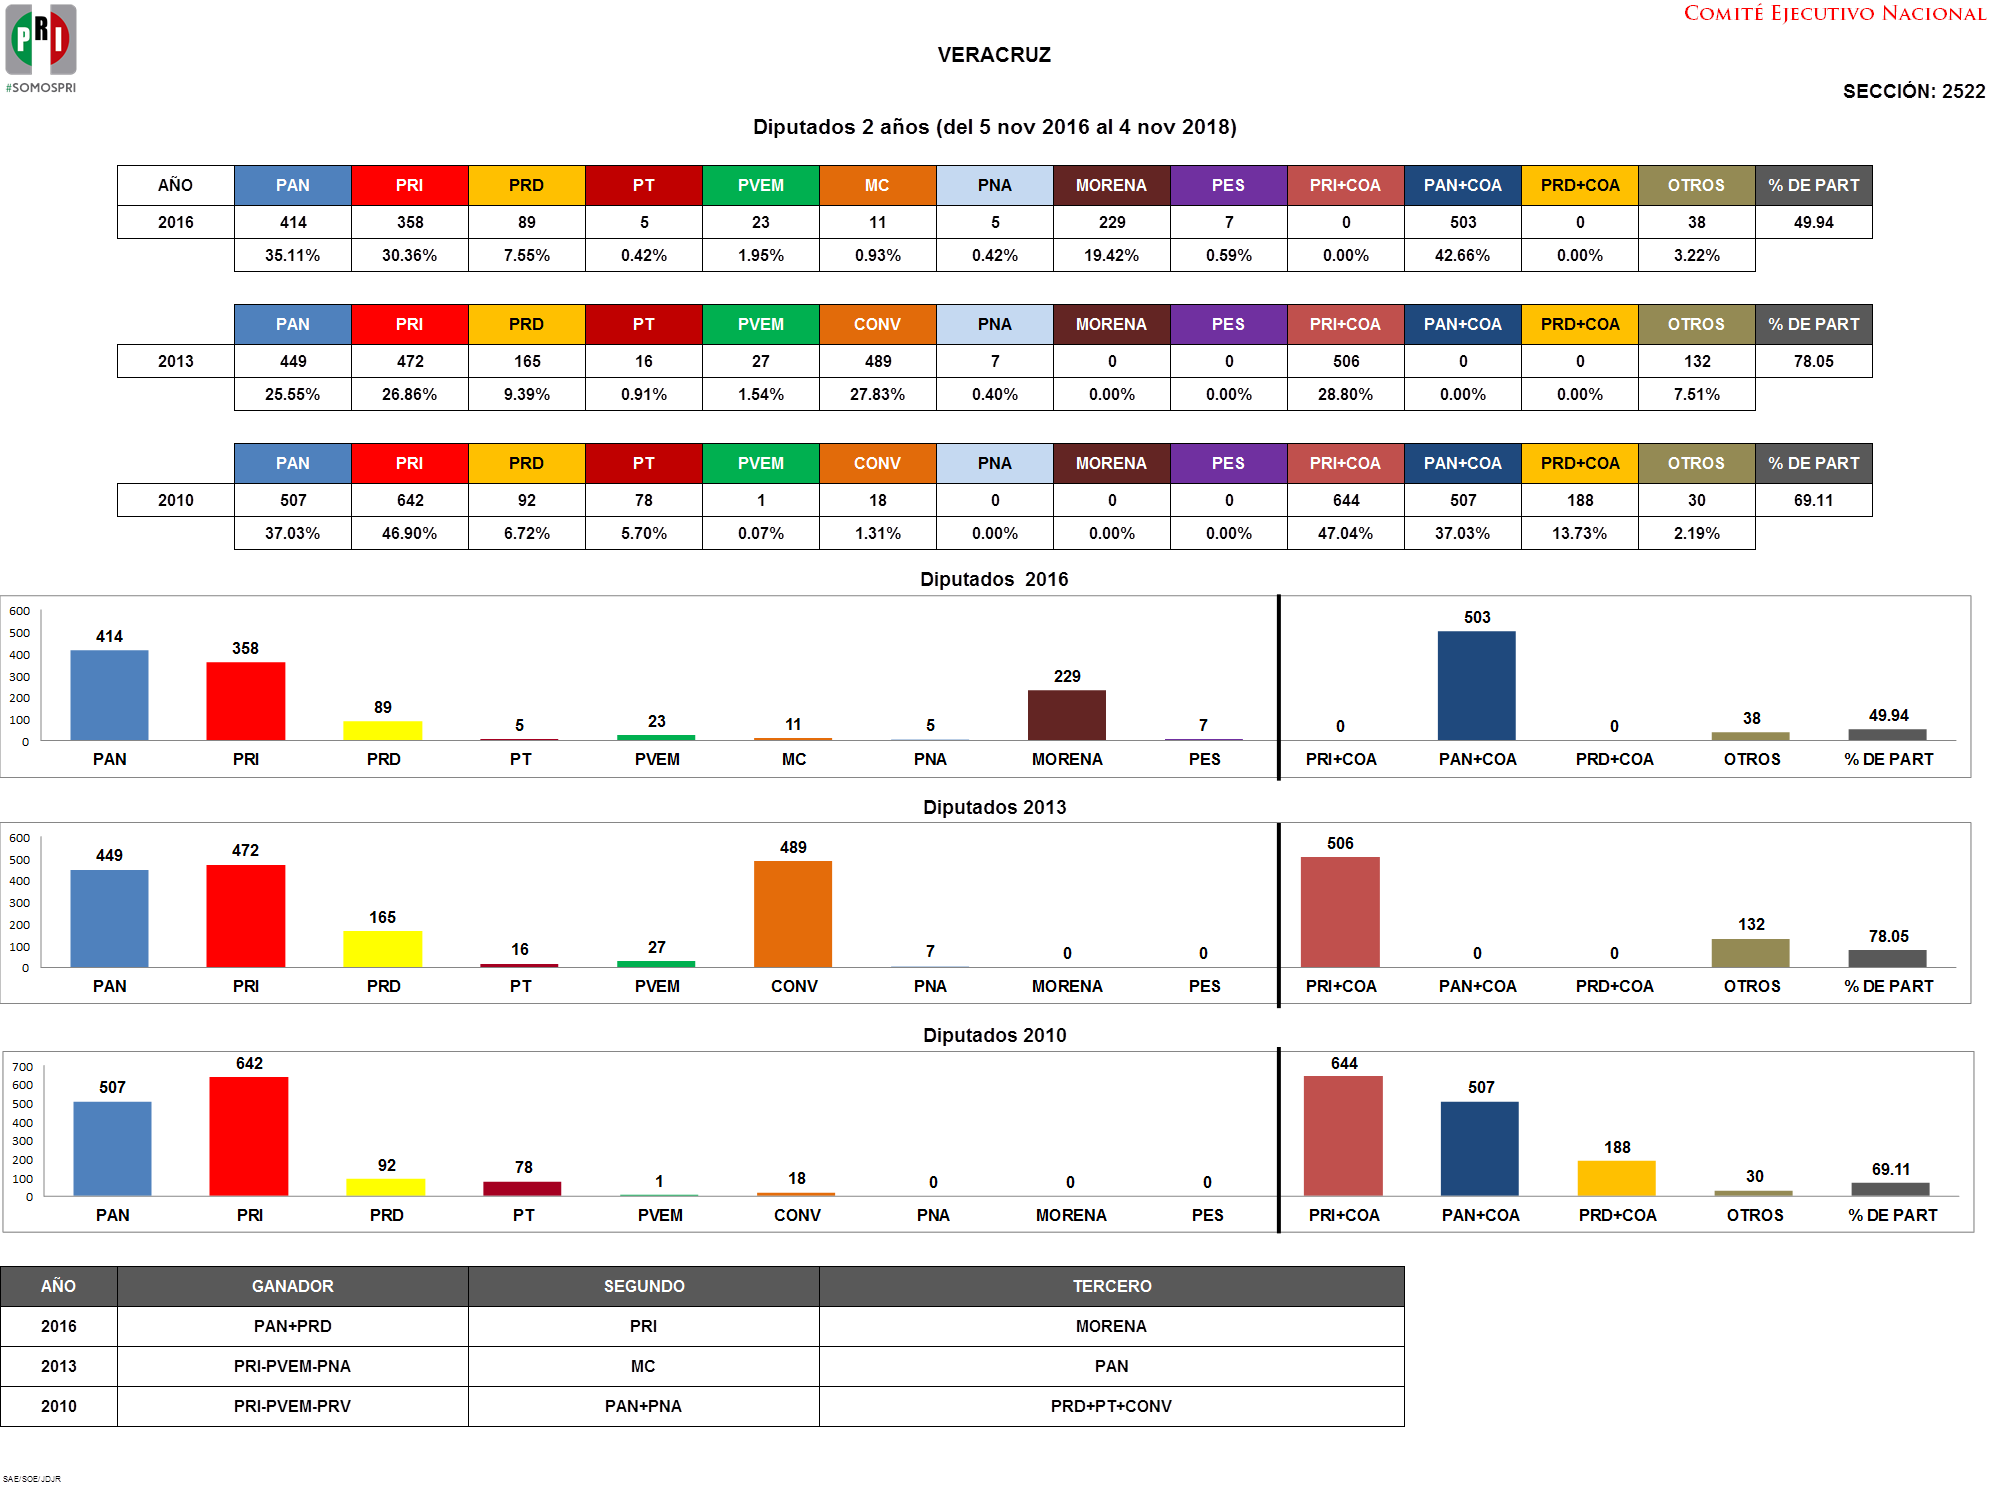 PRI
#SOMOSPRI
COMITÉ EJECUTIVO NACIONAL
VERACRUZ
SECCIÓN: 2522
Diputados 2 años (del 5 nov 2016 al 4 nov 2018)
AÑO PAN PRI PRD PT PVEM MC PNA MORENA PES PRI+COA PAN+COA PRD+COA OTROS % DE PART
2016 414 358 89 5 23 11 5 229 7 0 503 0 38 49.94
35.11% 30.36% 7.55% 0.42% 1.95% 0.93% 0.42% 19.42% 0.59% 0.00% 42.66% 0.00% 3.22%
PAN PRI PRD PT PVEM CONV PNA MORENA PES PRI+COA PAN+COA PRD+COA OTROS % DE PART
2013 449 472 165 16 27 489 7 0 0 506 0 0 132 78.05
25.55% 26.86% 9.39% 0.91% 1.54% 27.83% 0.40% 0.00% 0.00% 28.80% 0.00% 0.00% 7.51%
PAN PRI PRD PT PVEM CONV PNA MORENA PES PRI+COA PAN+COA PRD+COA OTROS % DE PART
2010 507 642 92 78 1 18 0 0 0 644 507 188 30 69.11
37.03% 46.90% 6.72% 5.70% 0.07% 1.31% 0.00% 0.00% 0.00% 47.04% 37.03% 13.73% 2.19%
Diputados  2016
600
500
400
300
200
100
0
414 358 89 5 23 11 5 229 7 0 503 0 38 49.94
PAN PRI PRD PT PVEM MC PNA MORENA PES PRI+COA PAN+COA PRD+COA OTROS % DE PART
Diputados 2013
600
500
400
300
200
100
0
449 472 165 16 27 489 7 0 0 506 0 0 132 78.05
PAN PRI PRD PT PVEM CONV PNA MORENA PES PRI+COA PAN+COA PRD+COA OTROS % DE PART
Diputados 2010
700
600
500
400
300
200
100
0
507 642 92 78 1 18 0 0 0 644 507 188 30 69.11
PAN PRI PRD PT PVEM CONV PNA MORENA PES PRI+COA PAN+COA PRD+COA OTROS % DE PART
AÑO GANADOR SEGUNDO TERCERO
2016 PAN+PRD PRI MORENA
2013 PRI-PVEM-PNA MC PAN
2010 PRI-PVEM-PRV PAN+PNA PRD+PT+CONV
SAE/SOE/JDJR